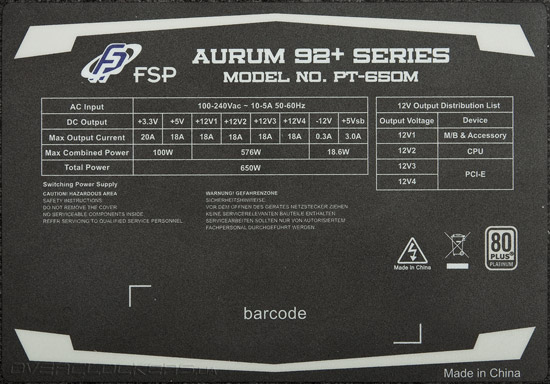 FSP
AURUM 92+ SERIES
MODEL NO. PT-650M
AC Input 100-240Vac ~ 10-5A 50-60Hz
DC Output +3.3V +5V +12V1 +12V2 +12V3 +12V4 -12V +5Vsb
Max Output Current 20A 18A 18A 18A 18A 18A 0.3A 3.0A
Max Combined Power 100W 576W 18.6W
Total Power 650W
12V Output Distribution List
Output Voltage Device
12V1 M/B & Accessory
12V2 CPU
12V3 PCI-E
12V4
Switching Power Supply
CAUTION! HAZARDOUS AREA
SAFETY INSTRUCTIONS
DO NOT REMOVE THE COVER
NO SERVICEABLE COMPONENTS INSIDE
REFER SERVICING TO QUALIFIED SERVICE PERSONNEL
WARNUNG! GEFAHRENZONE
SICHERHEITSHINWEISE
VOR DEM ÖFFNEN DES GERÄTES NETZSTECKER ZIEHEN
KEINE SERVICERELEVANTEN BAUTEILE ENTHALTEN
SERVICEARBEITEN SOLLTEN NUR VON AUTORISIERTEM
FACHPERSONAL DURCHGEFÜHRT WERDEN
Made in China
80
PLUS
PLATINUM
barcode
OVERCLOCKERS.UA
Made in China